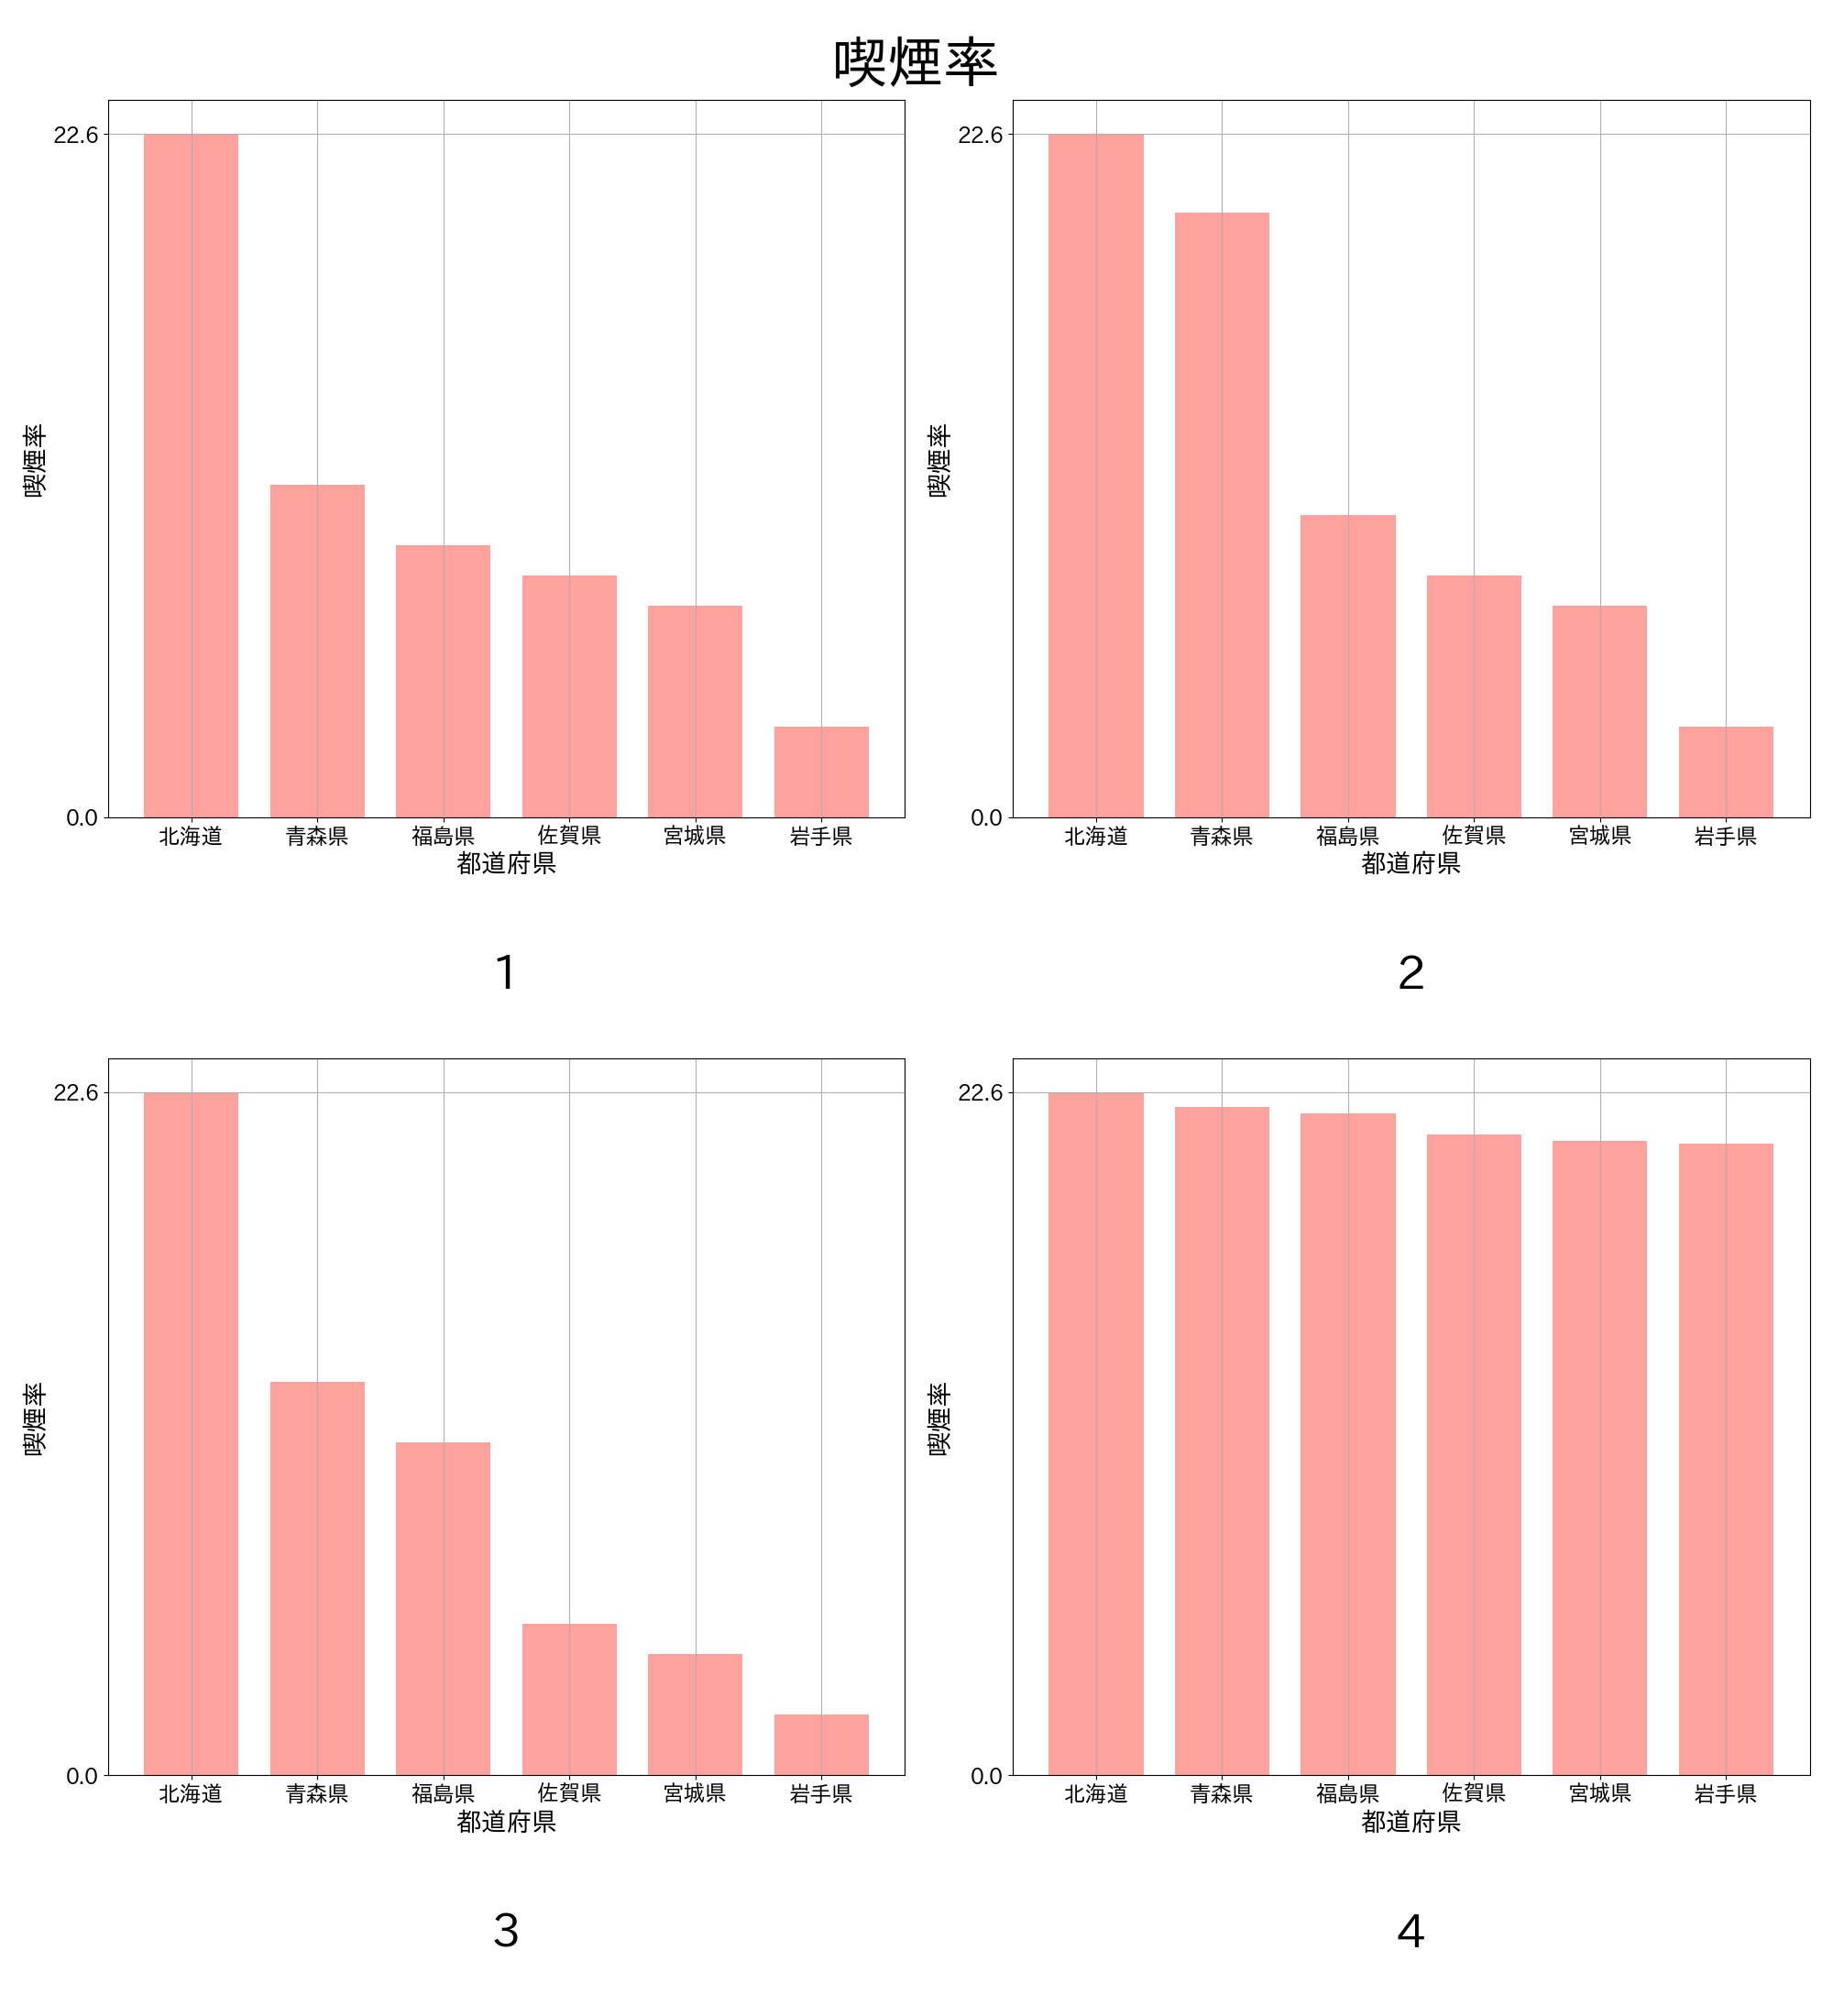 喫煙率
22.6
0.0
喫煙率
北海道 青森県 福島県 佐賀県 宮城県 岩手県
都道府県
1
22.6
0.0
喫煙率
北海道 青森県 福島県 佐賀県 宮城県 岩手県
都道府県
2
22.6
0.0
喫煙率
北海道 青森県 福島県 佐賀県 宮城県 岩手県
都道府県
3
22.6
0.0
喫煙率
北海道 青森県 福島県 佐賀県 宮城県 岩手県
都道府県
4